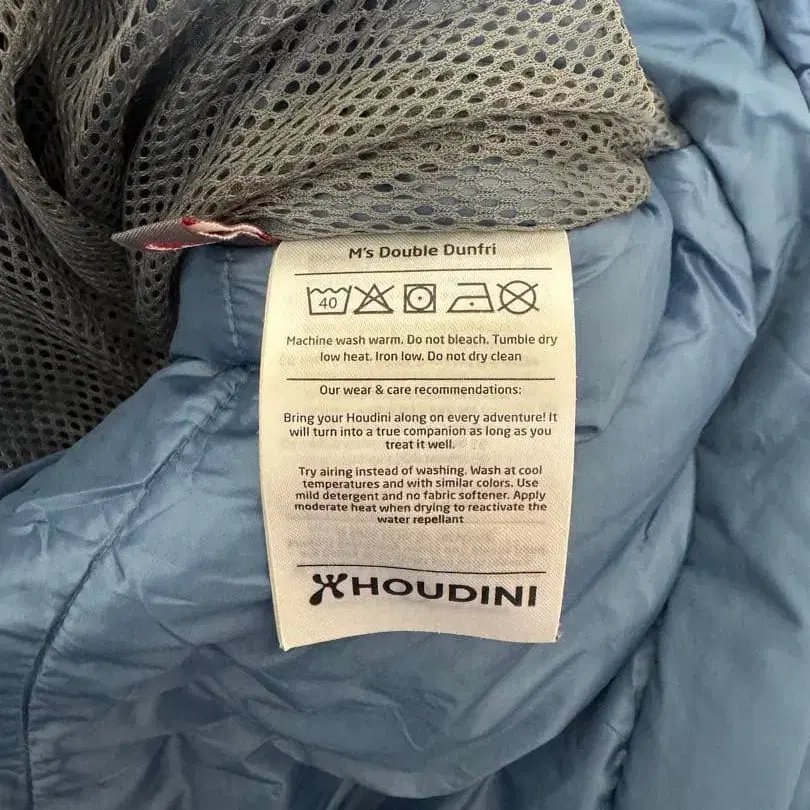 M's Double Dunfri
40
Machine wash warm. Do not bleach. Tumble dry
low heat. Iron low. Do not dry clean
Our wear & care recommendations:
Bring your Houdini along on every adventure! It
will turn into a true companion as long as you
treat it well.
Try airing instead of washing. Wash at cool
temperatures and with similar colors. Use
mild detergent and no fabric softener. Apply
moderate heat when drying to reactivate the
water repellant
HOUDINI